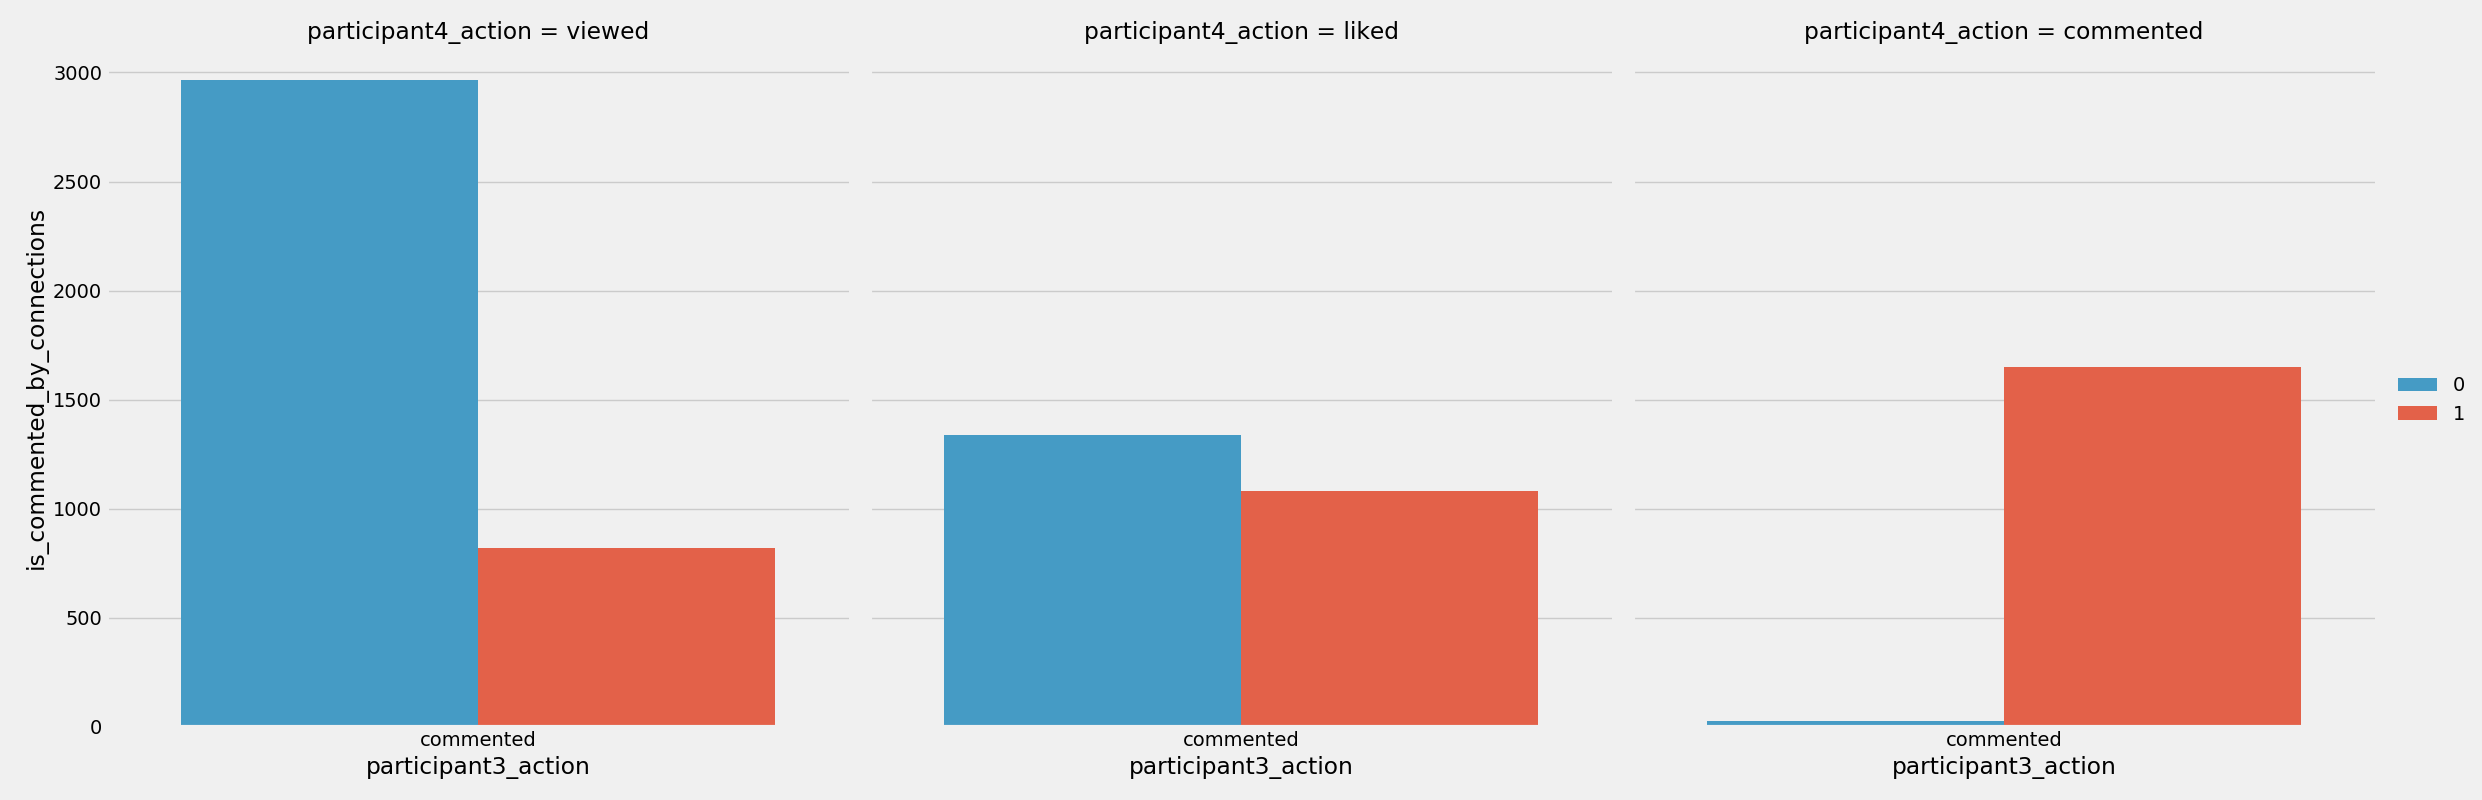 participant4_action = viewed
participant4_action = liked
participant4_action = commented
is_commented_by_connections
3000
2500
2000
1500
1000
500
0
commented
commented
commented
participant3_action
participant3_action
participant3_action
0
1